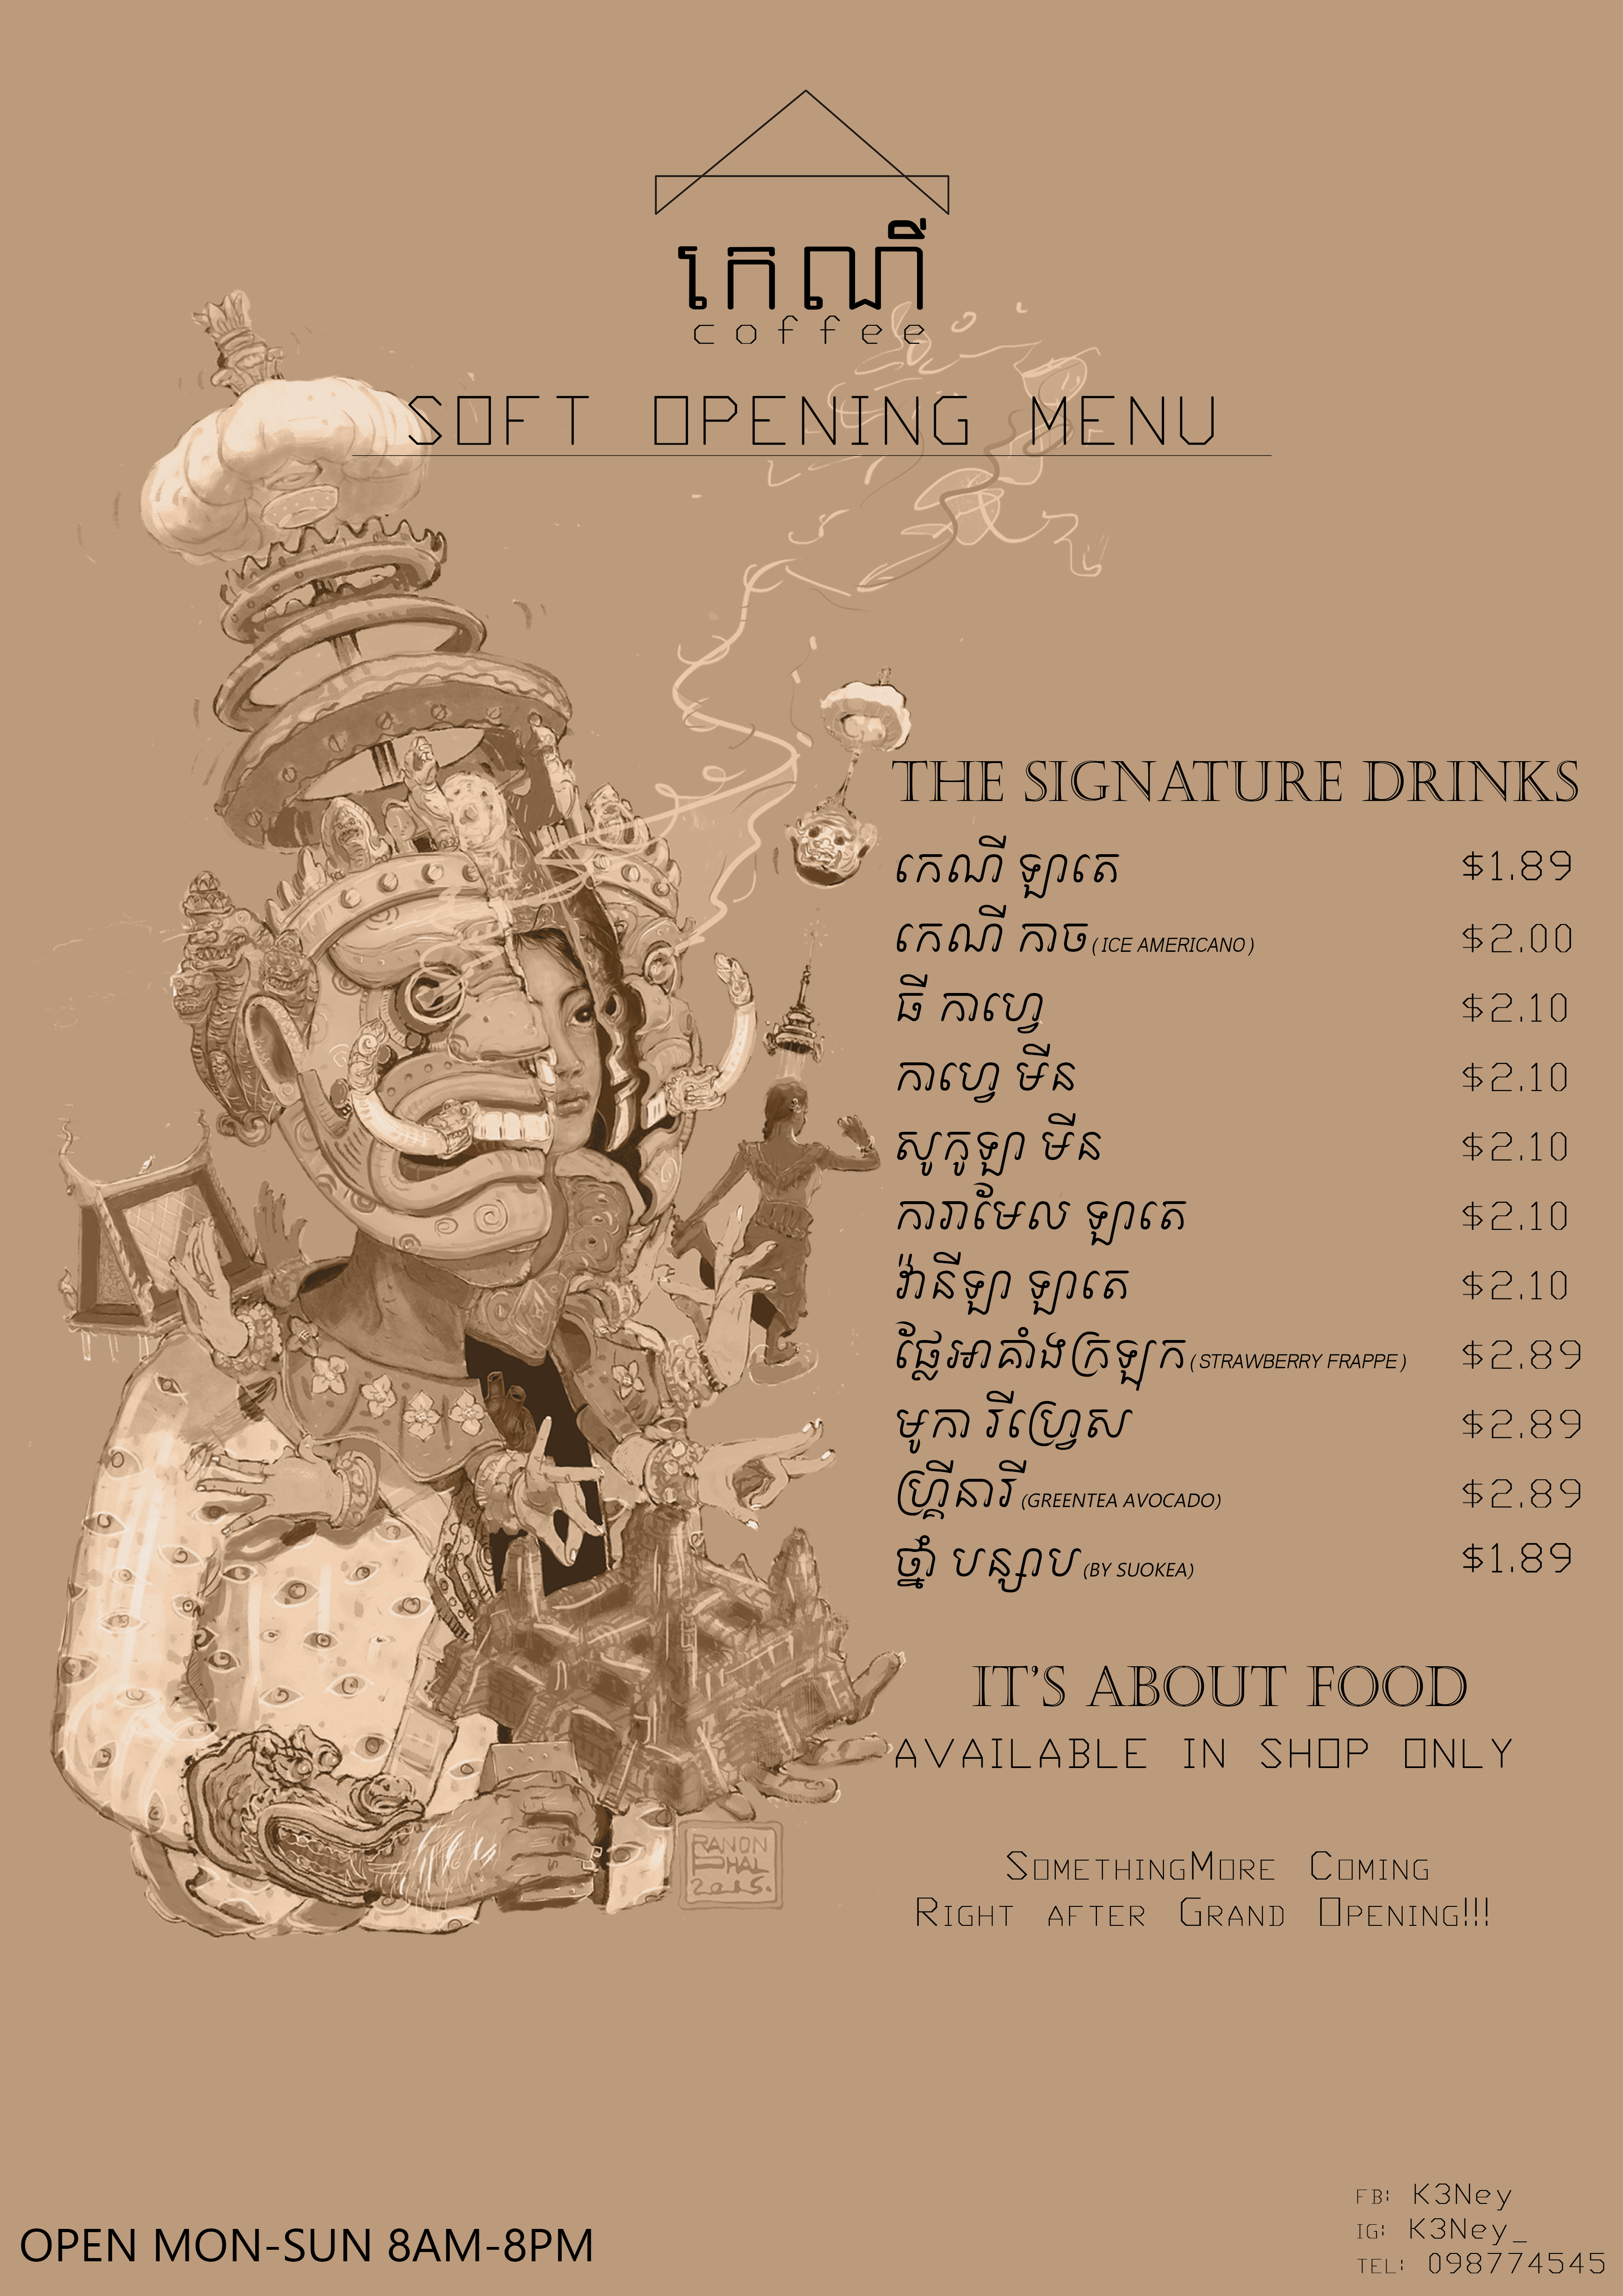 កេណី
coffee
SOFT OPENING MENU
THE SIGNATURE DRINKS
កេណី ឡាតេ $1.89
កេណី កាច (ICE AMERICANO) $2.00
ធី កាហ្វេ $2.10
កាហ្វេ មីន $2.10
សូកូឡា មីន $2.10
ការាមែល ឡាតេ $2.10
វ៉ានីឡា ឡាតេ $2.10
ផ្លែអាគាំងក្រឡុក (STRAWBERRY FRAPPE) $2.89
មូកា រីហ្វ្រេស $2.89
ហ្គ្រីនារី (GREENTEA AVOCADO) $2.89
ថ្នាំ បន្សាប (BY SUOKEA) $1.89
IT'S ABOUT FOOD
AVAILABLE IN SHOP ONLY
SOMETHINGMORE COMING
RIGHT AFTER GRAND OPENING!!!
RANON
PHAL
2015.
OPEN MON-SUN 8AM-8PM
FB: K3Ney
IG: K3Ney_
TEL: 098774545